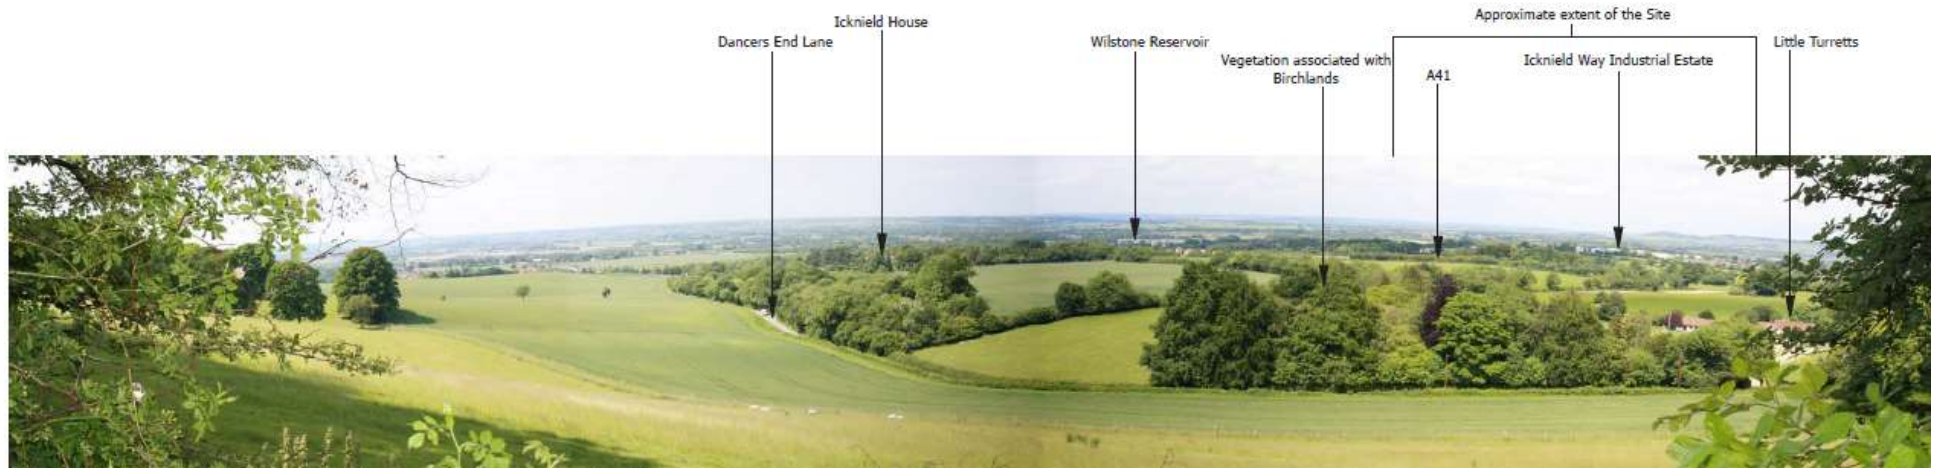 Approximate extent of the Site
Icknield House
Dancers End Lane
Wilstone Reservoir
Little Turretts
Vegetation associated with
Birchlands
Icknield Way Industrial Estate
A41